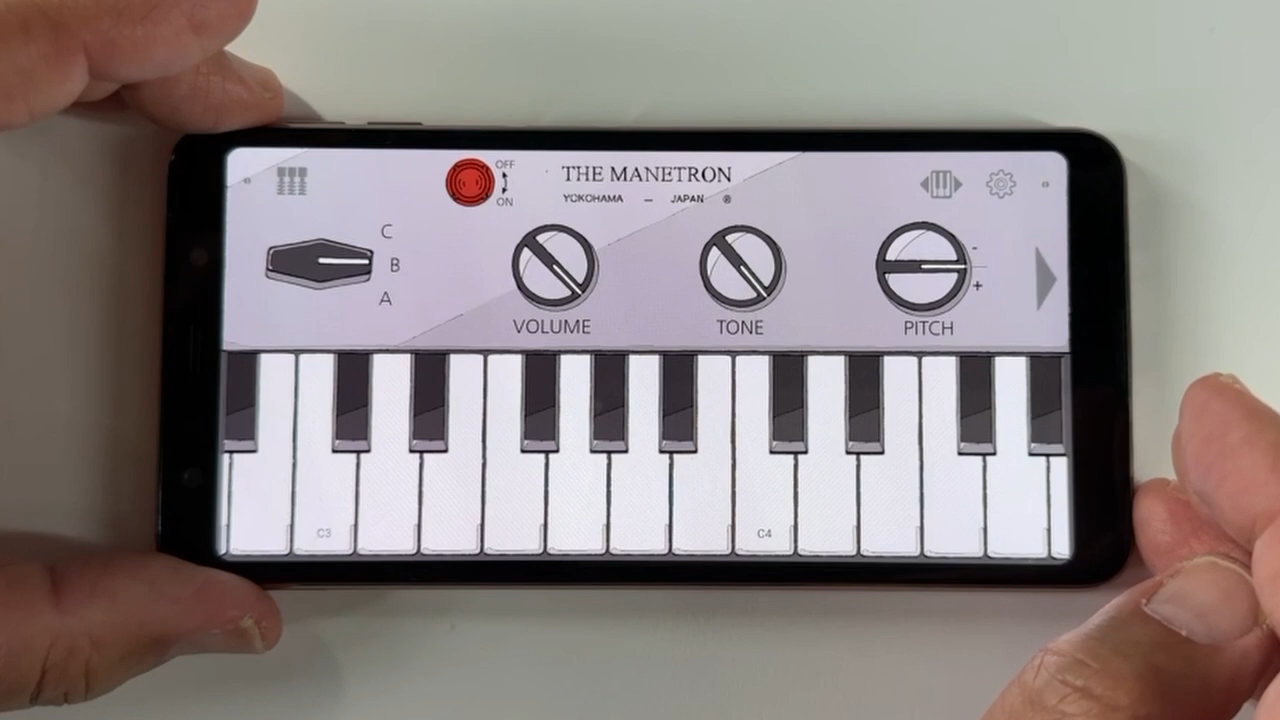 OFF
THE MANETRON
ON
YOKOHAMA – JAPAN ®
C
B
A
-
+
VOLUME
TONE
PITCH
C3
C4